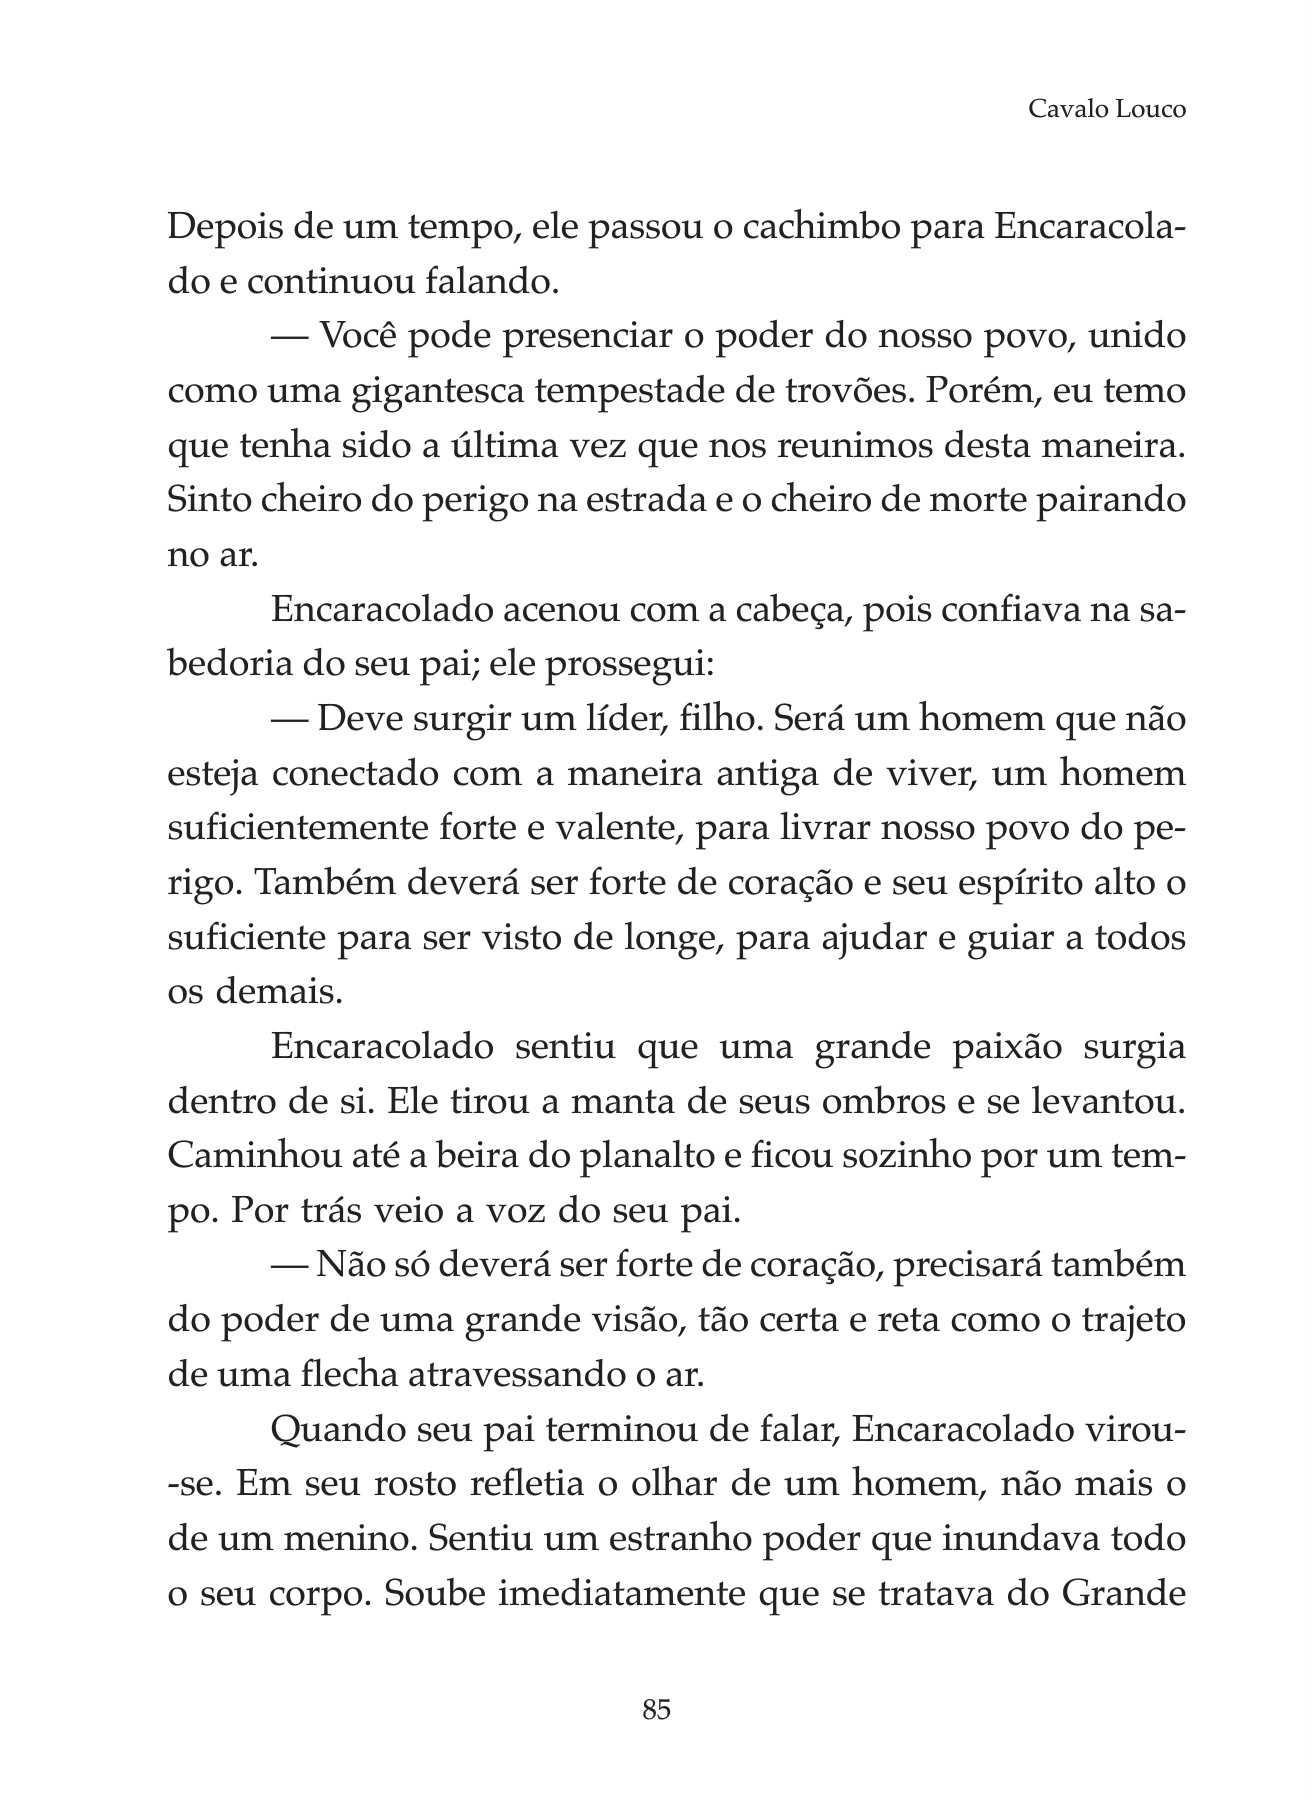 Cavalo Louco
Depois de um tempo, ele passou o cachimbo para Encaracola-
do e continuou falando.
— Você pode presenciar o poder do nosso povo, unido
como uma gigantesca tempestade de trovões. Porém, eu temo
que tenha sido a última vez que nos reunimos desta maneira.
Sinto cheiro do perigo na estrada e o cheiro de morte pairando
no ar.
Encaracolado acenou com a cabeça, pois confiava na sa-
bedoria do seu pai; ele prossegui:
— Deve surgir um líder, filho. Será um homem que não
esteja conectado com a maneira antiga de viver, um homem
suficientemente forte e valente, para livrar nosso povo do pe-
rigo. Também deverá ser forte de coração e seu espírito alto o
suficiente para ser visto de longe, para ajudar e guiar a todos
os demais.
Encaracolado sentiu que uma grande paixão surgia
dentro de si. Ele tirou a manta de seus ombros e se levantou.
Caminhou até a beira do planalto e ficou sozinho por um tem-
po. Por trás veio a voz do seu pai.
— Não só deverá ser forte de coração, precisará também
do poder de uma grande visão, tão certa e reta como o trajeto
de uma flecha atravessando o ar.
Quando seu pai terminou de falar, Encaracolado virou-
-se. Em seu rosto refletia o olhar de um homem, não mais o
de um menino. Sentiu um estranho poder que inundava todo
o seu corpo. Soube imediatamente que se tratava do Grande
85